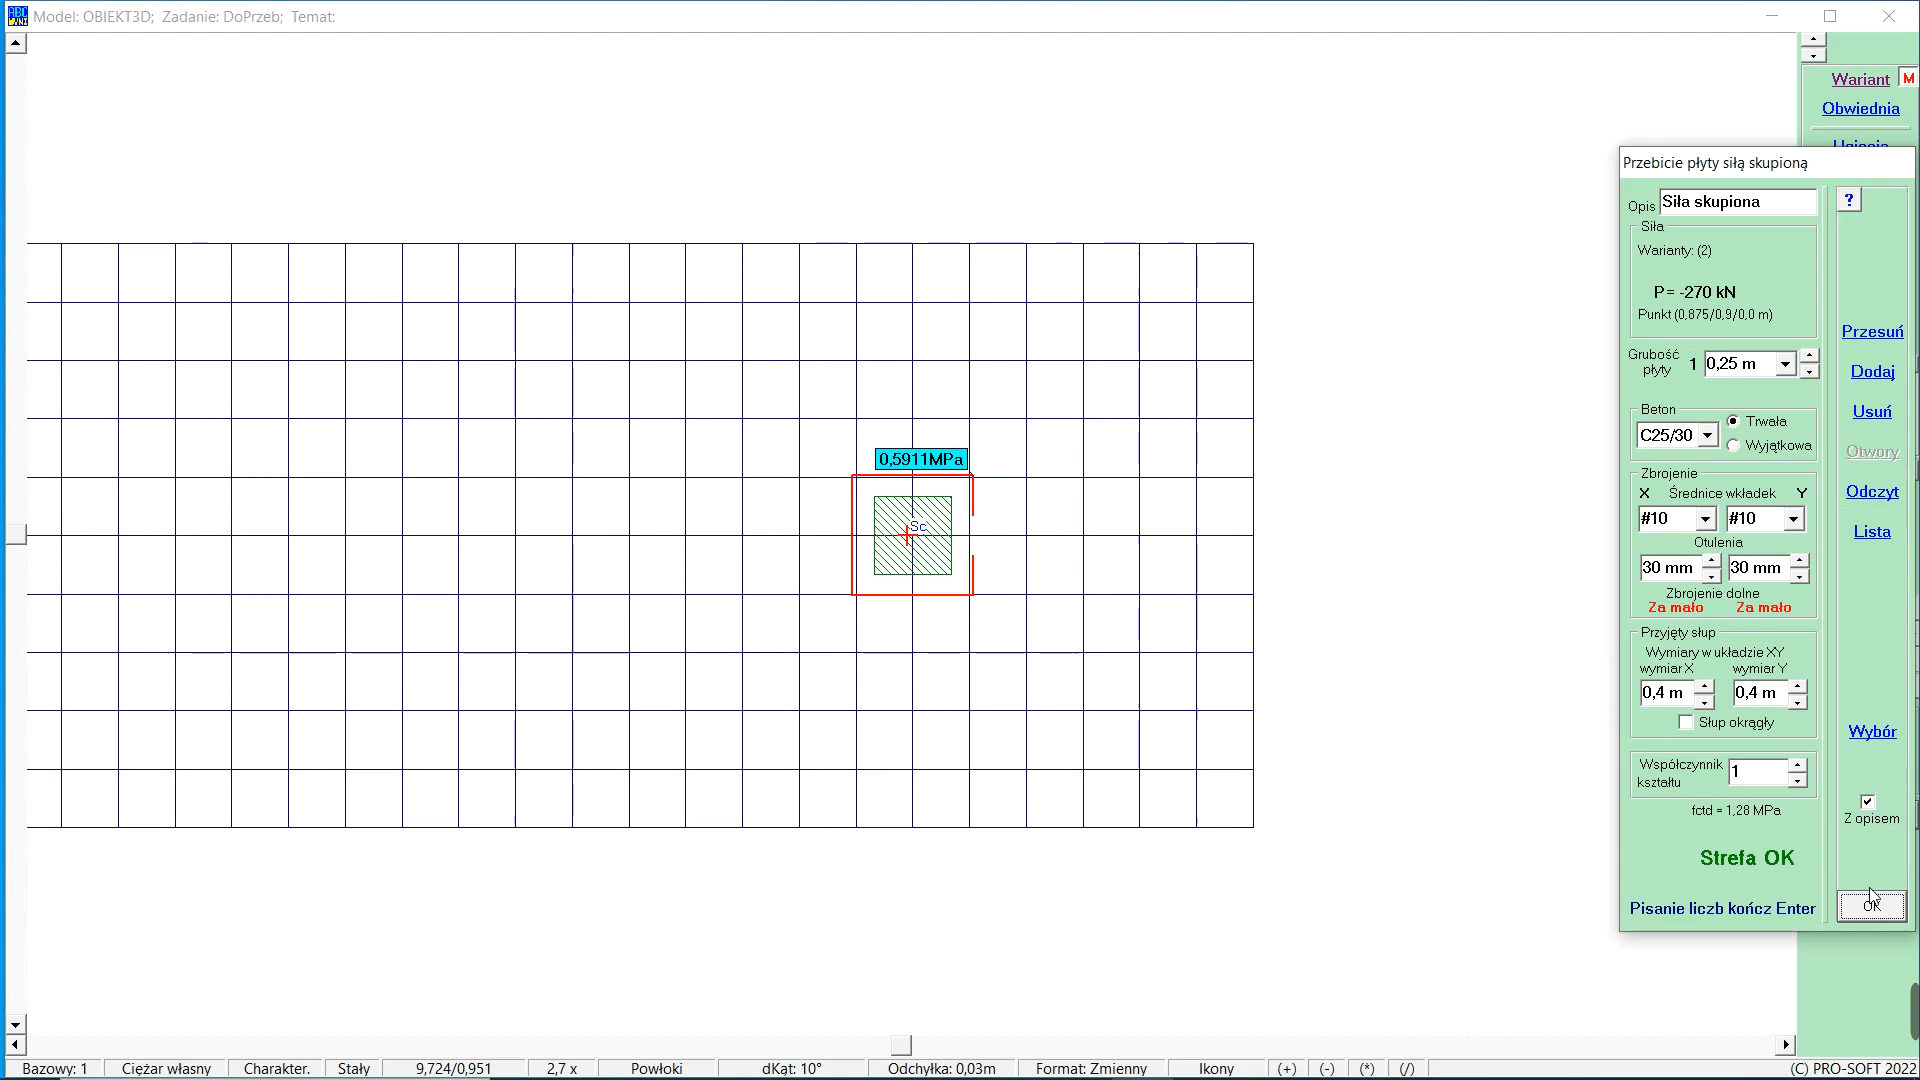 ABC
Model: OBIEKT3D; Zadanie: DoPrzeb; Temat:
Wariant M
Obwiednia
Przebicie płyty siłą skupioną
Opis Siła skupiona ?
Siła
Warianty: (2)
P= -270 kN
Punkt (0,875/0,9/0,0 m)
Przesuń
Grubość płyty 1 0,25 m
Dodaj
Beton
C25/30 Trwała
Wyjątkowa
Usuń
Otwory
0,5911MPa
Sc
Zbrojenie
X Średnice wkładek Y
#10 #10
Odczyt
Otulenia
30 mm 30 mm
Lista
Zbrojenie dolne
Za mało Za mało
Przyjęty słup
Wymiary w układzie XY
wymiar X wymiar Y
0,4 m 0,4 m
Słup okrągły
Wybór
Współczynnik kształtu 1
fctd = 1,28 MPa
Z opisem
Strefa OK
Pisanie liczb kończ Enter OK
Bazowy: 1 Ciężar własny Charakter. Stały 9,724/0,951 2,7 x Powłoki dKąt: 10° Odchyłka: 0,03m Format: Zmienny Ikony (+) (-) (*) (/) (C) PRO-SOFT 2022